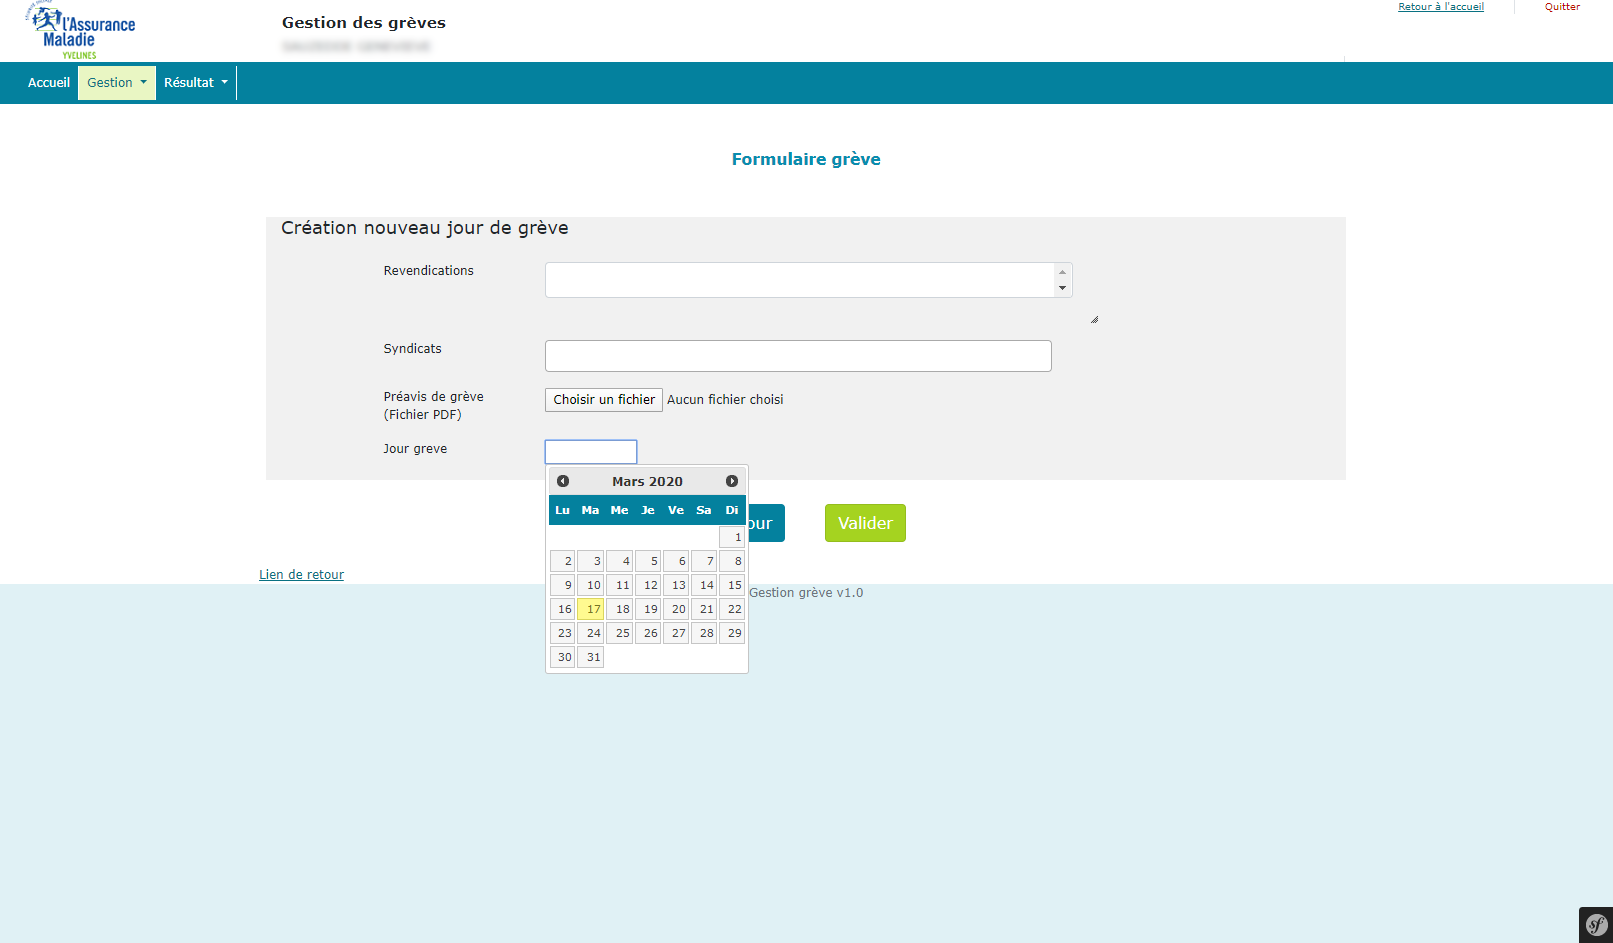 l'Assurance
Maladie
YVELINES
Gestion des grèves
Retour à l'accueil
Quitter
Accueil
Gestion
Résultat
Formulaire grève
Création nouveau jour de grève
Revendications
Syndicats
Préavis de grève
(Fichier PDF)
Choisir un fichier Aucun fichier choisi
Jour greve
Mars 2020
Lu Ma Me Je Ve Sa Di
1
2 3 4 5 6 7 8
9 10 11 12 13 14 15
16 17 18 19 20 21 22
23 24 25 26 27 28 29
30 31
our
Valider
Lien de retour
Gestion grève v1.0
sf